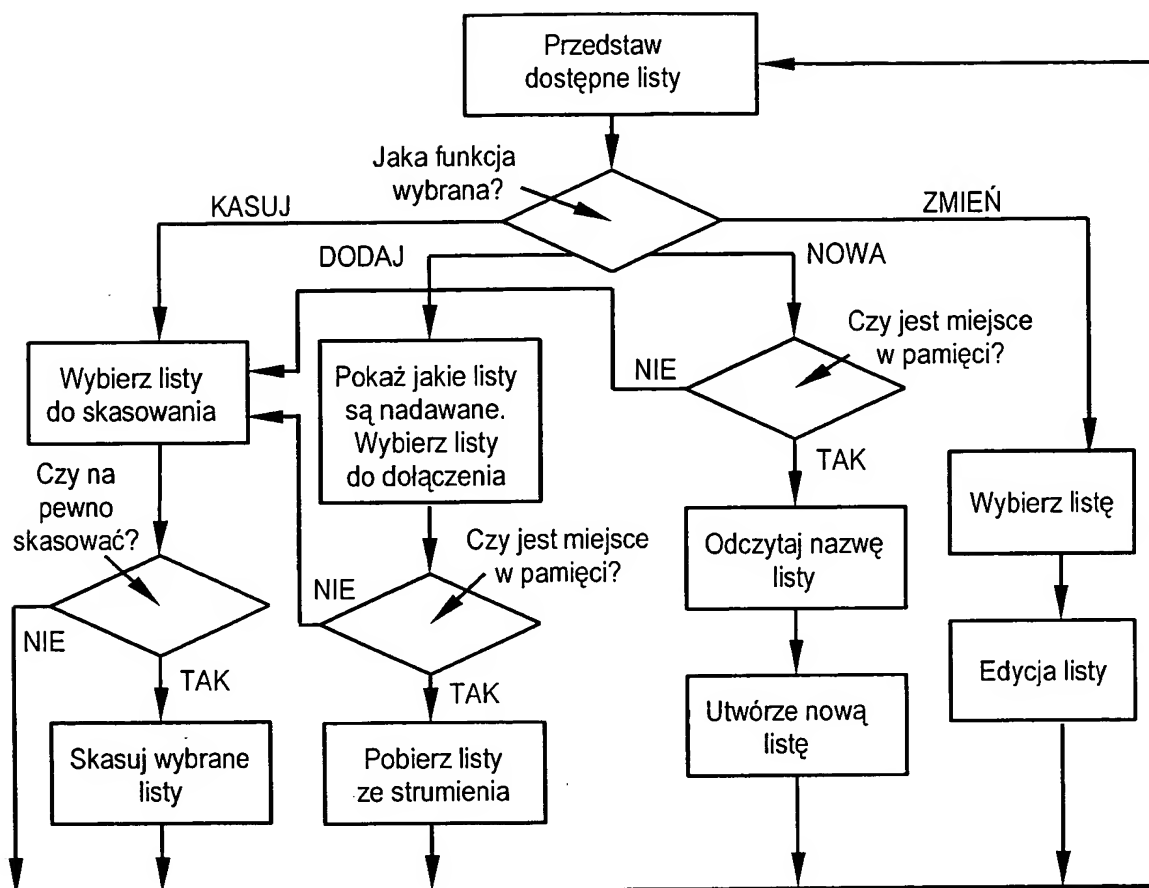 Przedstaw
dostępne listy
Jaka funkcja
wybrana?
KASUJ
ZMIEŃ
DODAJ
NOWA
Czy jest miejsce
w pamięci?
NIE
Wybierz listy
do skasowania
Pokaż jakie listy
są nadawane.
Wybierz listy
do dołączenia
TAK
Czy na
pewno
skasować?
Wybierz listę
Odczytaj nazwę
listy
Czy jest miejsce
w pamięci?
NIE
NIE
TAK
TAK
Edycja listy
Utwórze nową
listę
Skasuj wybrane
listy
Pobierz listy
ze strumienia